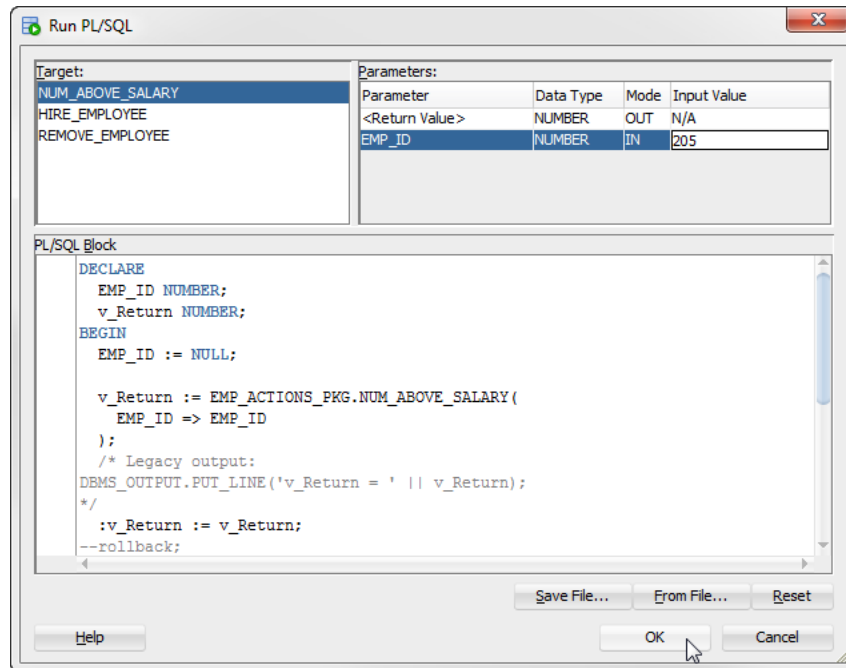 Run PL/SQL
Target:
NUM_ABOVE_SALARY
HIRE_EMPLOYEE
REMOVE_EMPLOYEE
Parameters:
Parameter Data Type Mode Input Value
<Return Value> NUMBER OUT N/A
EMP_ID NUMBER IN 205
PL/SQL Block
DECLARE
EMP_ID NUMBER;
v_Return NUMBER;
BEGIN
EMP_ID := NULL;
v_Return := EMP_ACTIONS_PKG.NUM_ABOVE_SALARY(
EMP_ID => EMP_ID
);
/* Legacy output:
DBMS_OUTPUT.PUT_LINE('v_Return = ' || v_Return);
*/
:v_Return := v_Return;
--rollback;
Save File... From File... Reset
Help OK Cancel